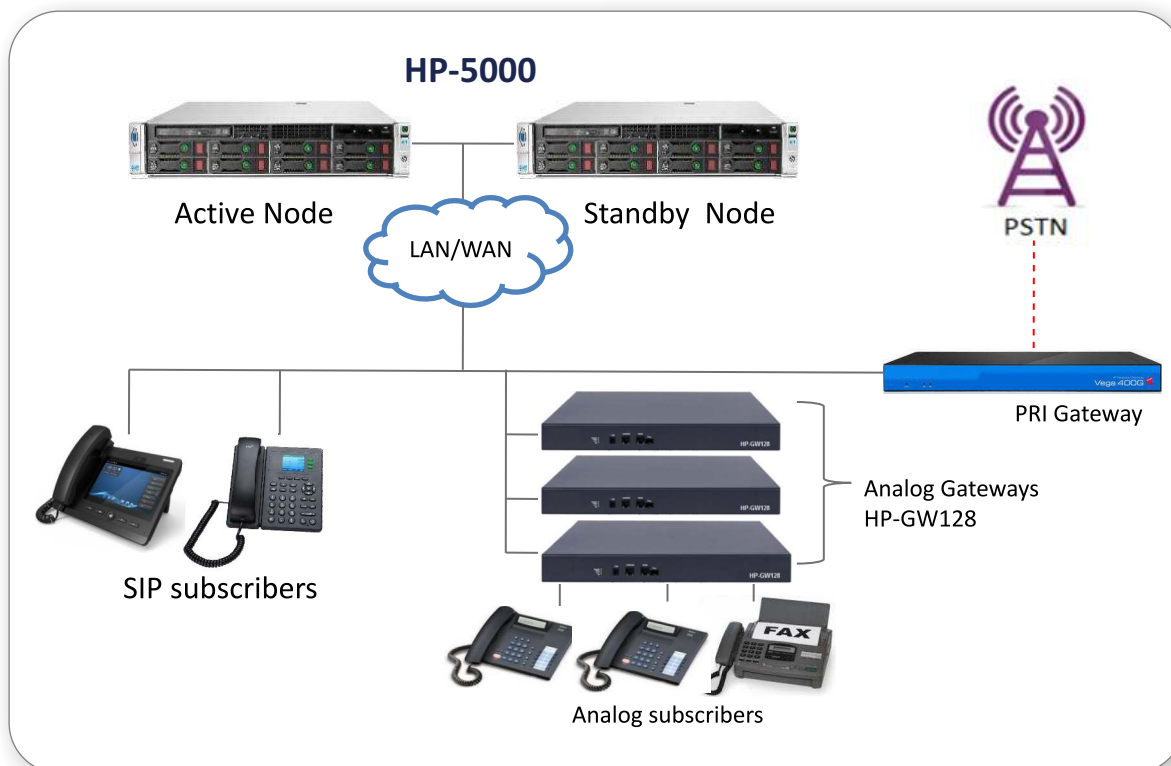 HP-5000
Active Node
Standby Node
LAN/WAN
PSTN
Vega 400G
PRI Gateway
HP-GW128
HP-GW128
HP-GW128
Analog Gateways
HP-GW128
SIP subscribers
FAX
Analog subscribers